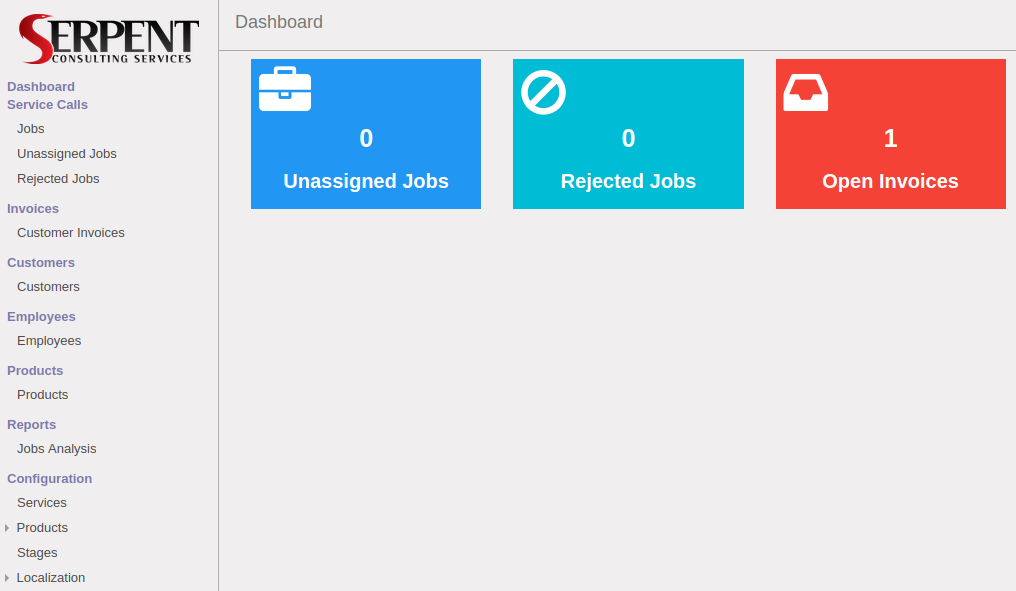 SERPENT
CONSULTING SERVICES
Dashboard
Service Calls
Jobs
Unassigned Jobs
Rejected Jobs
Invoices
Customer Invoices
Customers
Customers
Employees
Employees
Products
Products
Reports
Jobs Analysis
Configuration
Services
Products
Stages
Localization
Dashboard
0
Unassigned Jobs
0
Rejected Jobs
1
Open Invoices